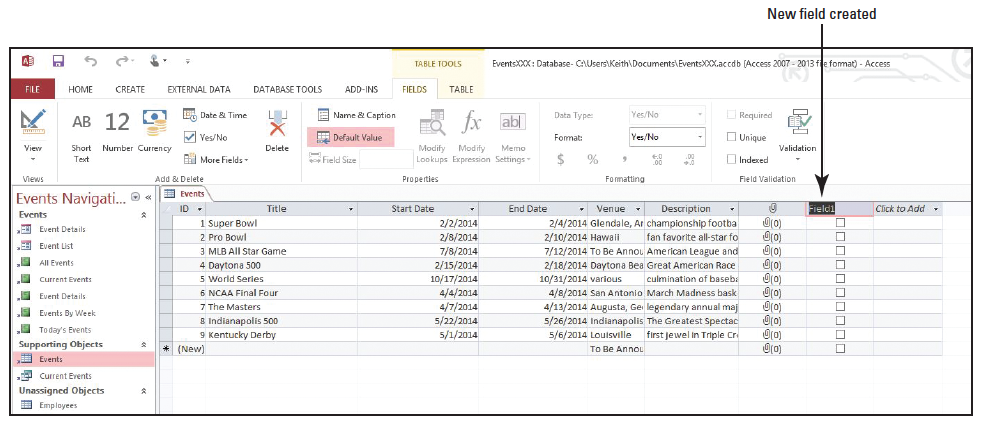 New field created
TABLE TOOLS EventsXXX : Database- C:\Users\Keith\Documents\EventsXXX.accdb (Access 2007 - 2013 file format) - Access
FILE HOME CREATE EXTERNAL DATA DATABASE TOOLS ADD-INS FIELDS TABLE
View
Views
AB Short Text
12 Number
Currency
Date & Time
Yes/No
More Fields
Delete
Add & Delete
Name & Caption
Default Value
Field Size
Modify Lookups
fx Modify Expression
ab Memo Settings
Properties
Data Type: Yes/No
Format: Yes/No
$ % , €.0 .00 .00 →.0
Formatting
Required
Unique
Indexed
Validation
Field Validation
Events Navigati... «
Events
Event Details
Event List
All Events
Current Events
Event Details
Events By Week
Today's Events
Supporting Objects
Events
Current Events
Unassigned Objects
Employees
Events
ID Title Start Date End Date Venue Description Field1 Click to Add
1 Super Bowl 2/2/2014 2/4/2014 Glendale, Ar championship footba (0)
2 Pro Bowl 2/8/2014 2/10/2014 Hawaii fan favorite all-star fo (0)
3 MLB All Star Game 7/8/2014 7/12/2014 To Be Annou American League and (0)
4 Daytona 500 2/15/2014 2/18/2014 Daytona Bea Great American Race (0)
5 World Series 10/17/2014 10/31/2014 various culmination of baseba (0)
6 NCAA Final Four 4/4/2014 4/8/2014 San Antonio March Madness bask (0)
7 The Masters 4/7/2014 4/13/2014 Augusta, Geo legendary annual maj (0)
8 Indianapolis 500 5/22/2014 5/26/2014 Indianapolis The Greatest Spectac (0)
9 Kentucky Derby 5/1/2014 5/6/2014 Louisville first jewel in Triple Cr (0)
* (New) To Be Annou (0)